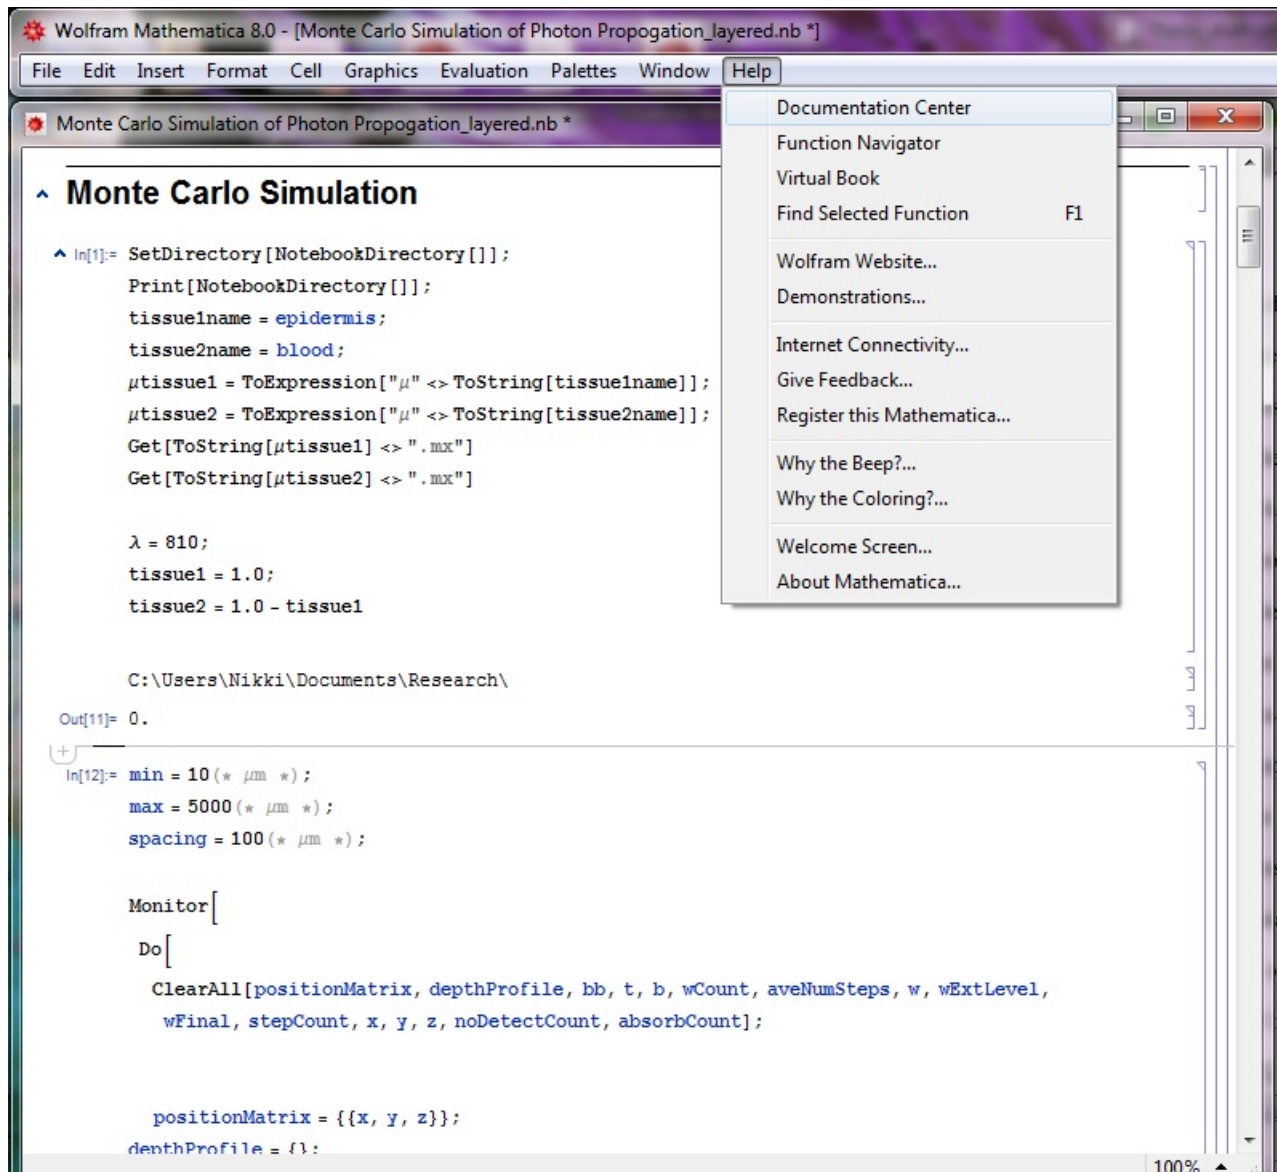 Wolfram Mathematica 8.0 - [Monte Carlo Simulation of Photon Propogation_layered.nb *]
File Edit Insert Format Cell Graphics Evaluation Palettes Window Help
Monte Carlo Simulation of Photon Propogation_layered.nb *
Documentation Center
Function Navigator
Virtual Book
Find Selected Function F1
Wolfram Website...
Demonstrations...
Internet Connectivity...
Give Feedback...
Register this Mathematica...
Why the Beep?...
Why the Coloring?...
Welcome Screen...
About Mathematica...
Monte Carlo Simulation
In[1]:= SetDirectory[NotebookDirectory[]];
Print[NotebookDirectory[]];
tissue1name = epidermis;
tissue2name = blood;
μtissue1 = ToExpression["μ" <> ToString[tissue1name]];
μtissue2 = ToExpression["μ" <> ToString[tissue2name]];
Get[ToString[μtissue1] <> ".mx"]
Get[ToString[μtissue2] <> ".mx"]
λ = 810;
tissue1 = 1.0;
tissue2 = 1.0 - tissue1
C:\Users\Nikki\Documents\Research\
Out[11]= 0.
In[12]:= min = 10 (* μm *);
max = 5000 (* μm *);
spacing = 100 (* μm *);
Monitor[
Do[
ClearAll[positionMatrix, depthProfile, bb, t, b, wCount, aveNumSteps, w, wExtLevel,
wFinal, stepCount, x, y, z, noDetectCount, absorbCount];
positionMatrix = {{x, y, z}};
depthProfile = {};
100%